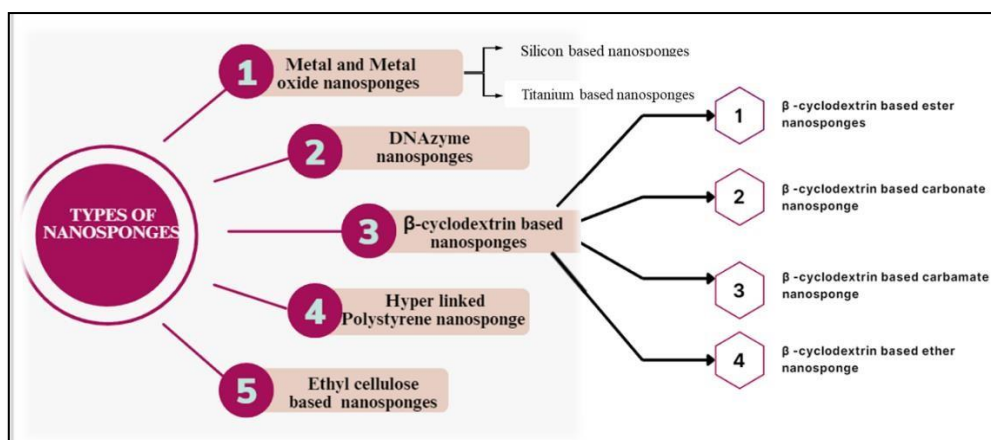 TYPES OF
NANOSPONGES
1
Metal and Metal
oxide nanosponges
Silicon based nanosponges
Titanium based nanosponges
2
DNAzyme
nanosponges
3
β-cyclodextrin based
nanosponges
1
β -cyclodextrin based ester
nanosponges
2
β -cyclodextrin based carbonate
nanosponge
3
β -cyclodextrin based carbamate
nanosponge
4
β -cyclodextrin based ether
nanosponge
4
Hyper linked
Polystyrene nanosponge
5
Ethyl cellulose
based nanosponges